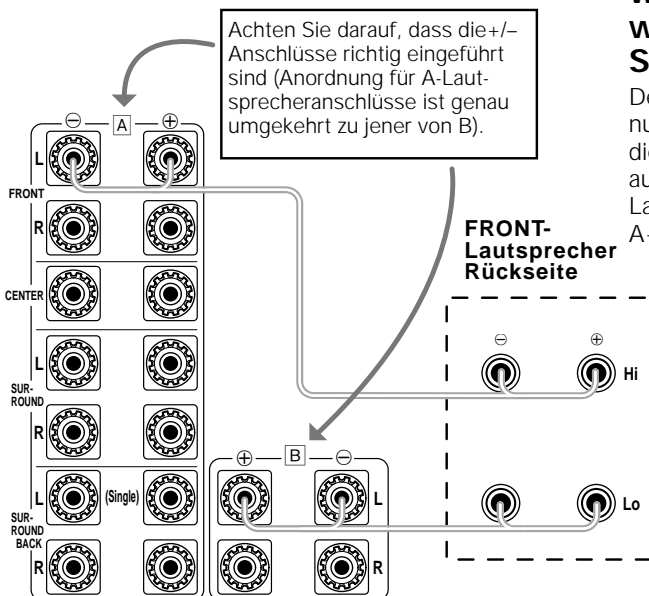 Achten Sie darauf, dass die+/–
Anschlüsse richtig eingeführt
sind (Anordnung für A-Laut-
sprecheranschlüsse ist genau
umgekehrt zu jener von B).
⊖ A ⊕
L
FRONT
R
CENTER
L
SUR-
ROUND
R
L (Single)
SUR-
ROUND
BACK
R
⊕ B ⊖
L
R
FRONT-
Lautsprecher
Rückseite
⊖ ⊕
Hi
Lo
S
De
nu
die
au
La
A-